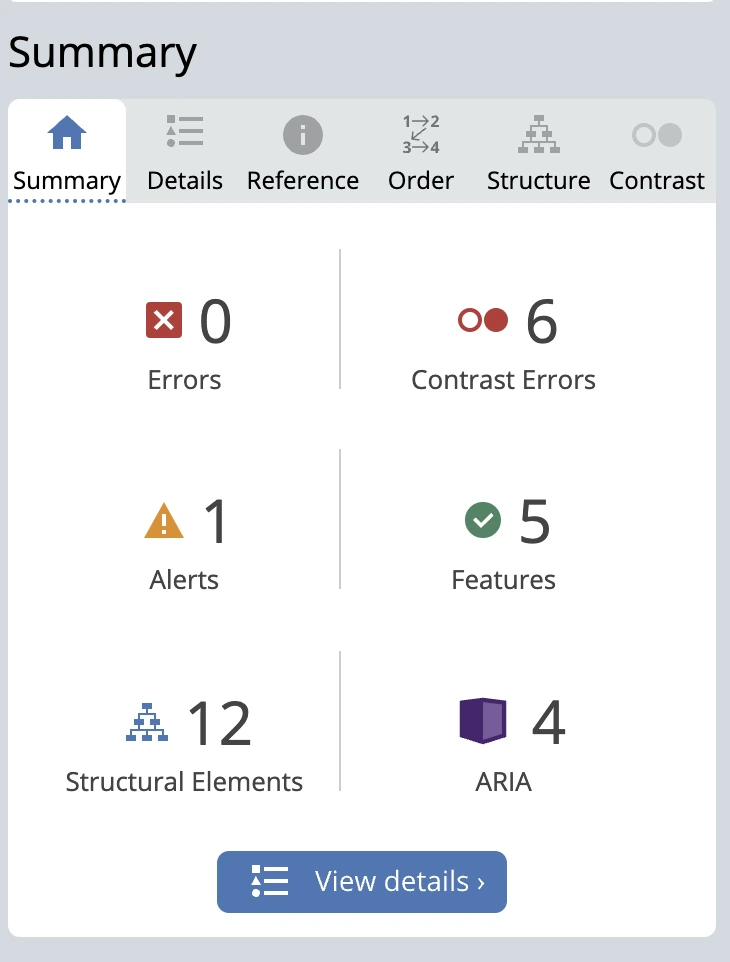 Summary
1→2
3→4
Summary Details Reference Order Structure Contrast
0 6
Errors Contrast Errors
1 5
Alerts Features
12 4
Structural Elements ARIA
View details ›